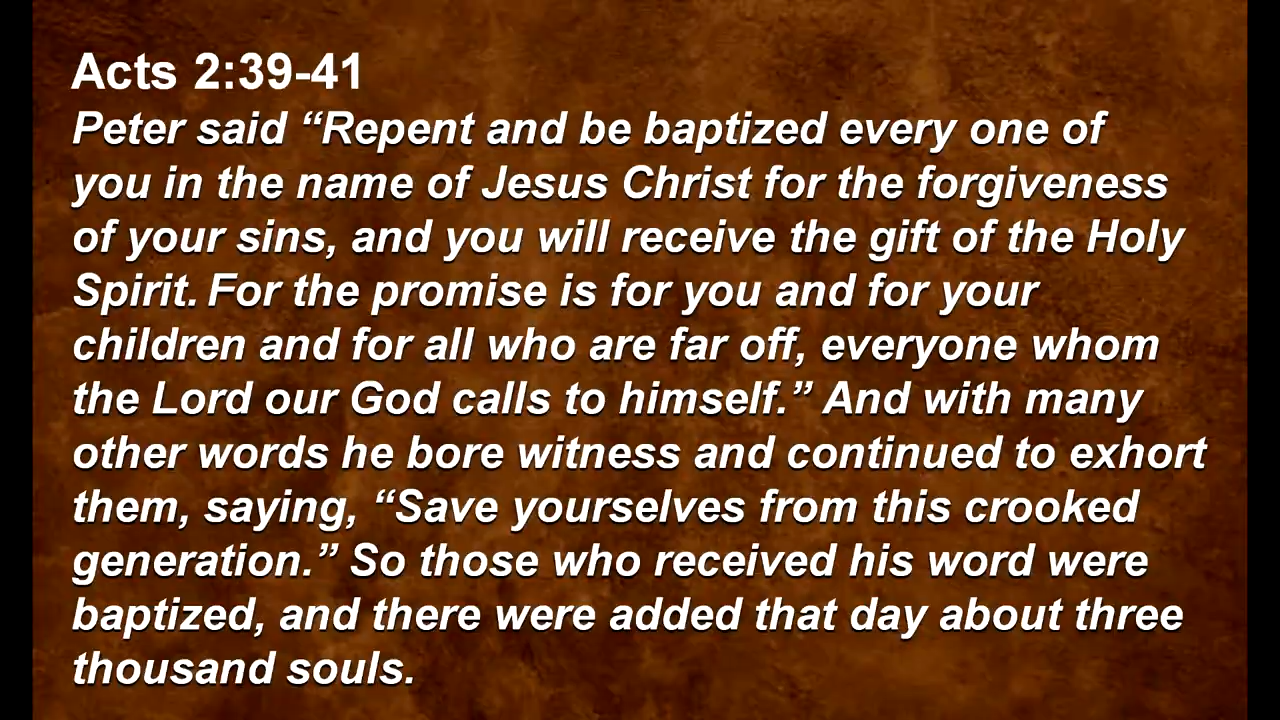 Acts 2:39-41
Peter said “Repent and be baptized every one of
you in the name of Jesus Christ for the forgiveness
of your sins, and you will receive the gift of the Holy
Spirit. For the promise is for you and for your
children and for all who are far off, everyone whom
the Lord our God calls to himself.” And with many
other words he bore witness and continued to exhort
them, saying, “Save yourselves from this crooked
generation.” So those who received his word were
baptized, and there were added that day about three
thousand souls.